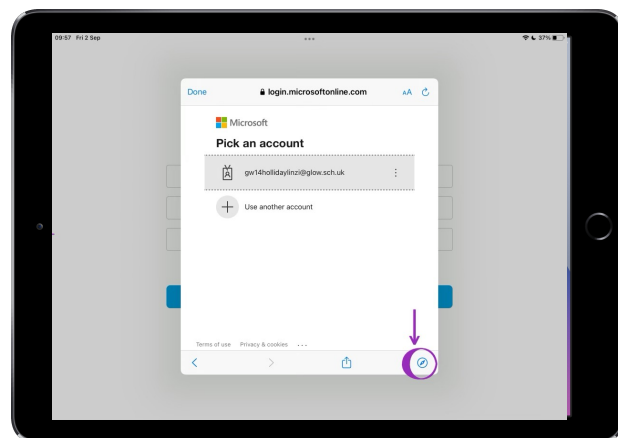 09:57 Fri 2 Sep
37%
Done
login.microsoftonline.com
AA
Microsoft
Pick an account
gw14hollidaylinzi@glow.sch.uk
Use another account
Terms of use Privacy & cookies ...